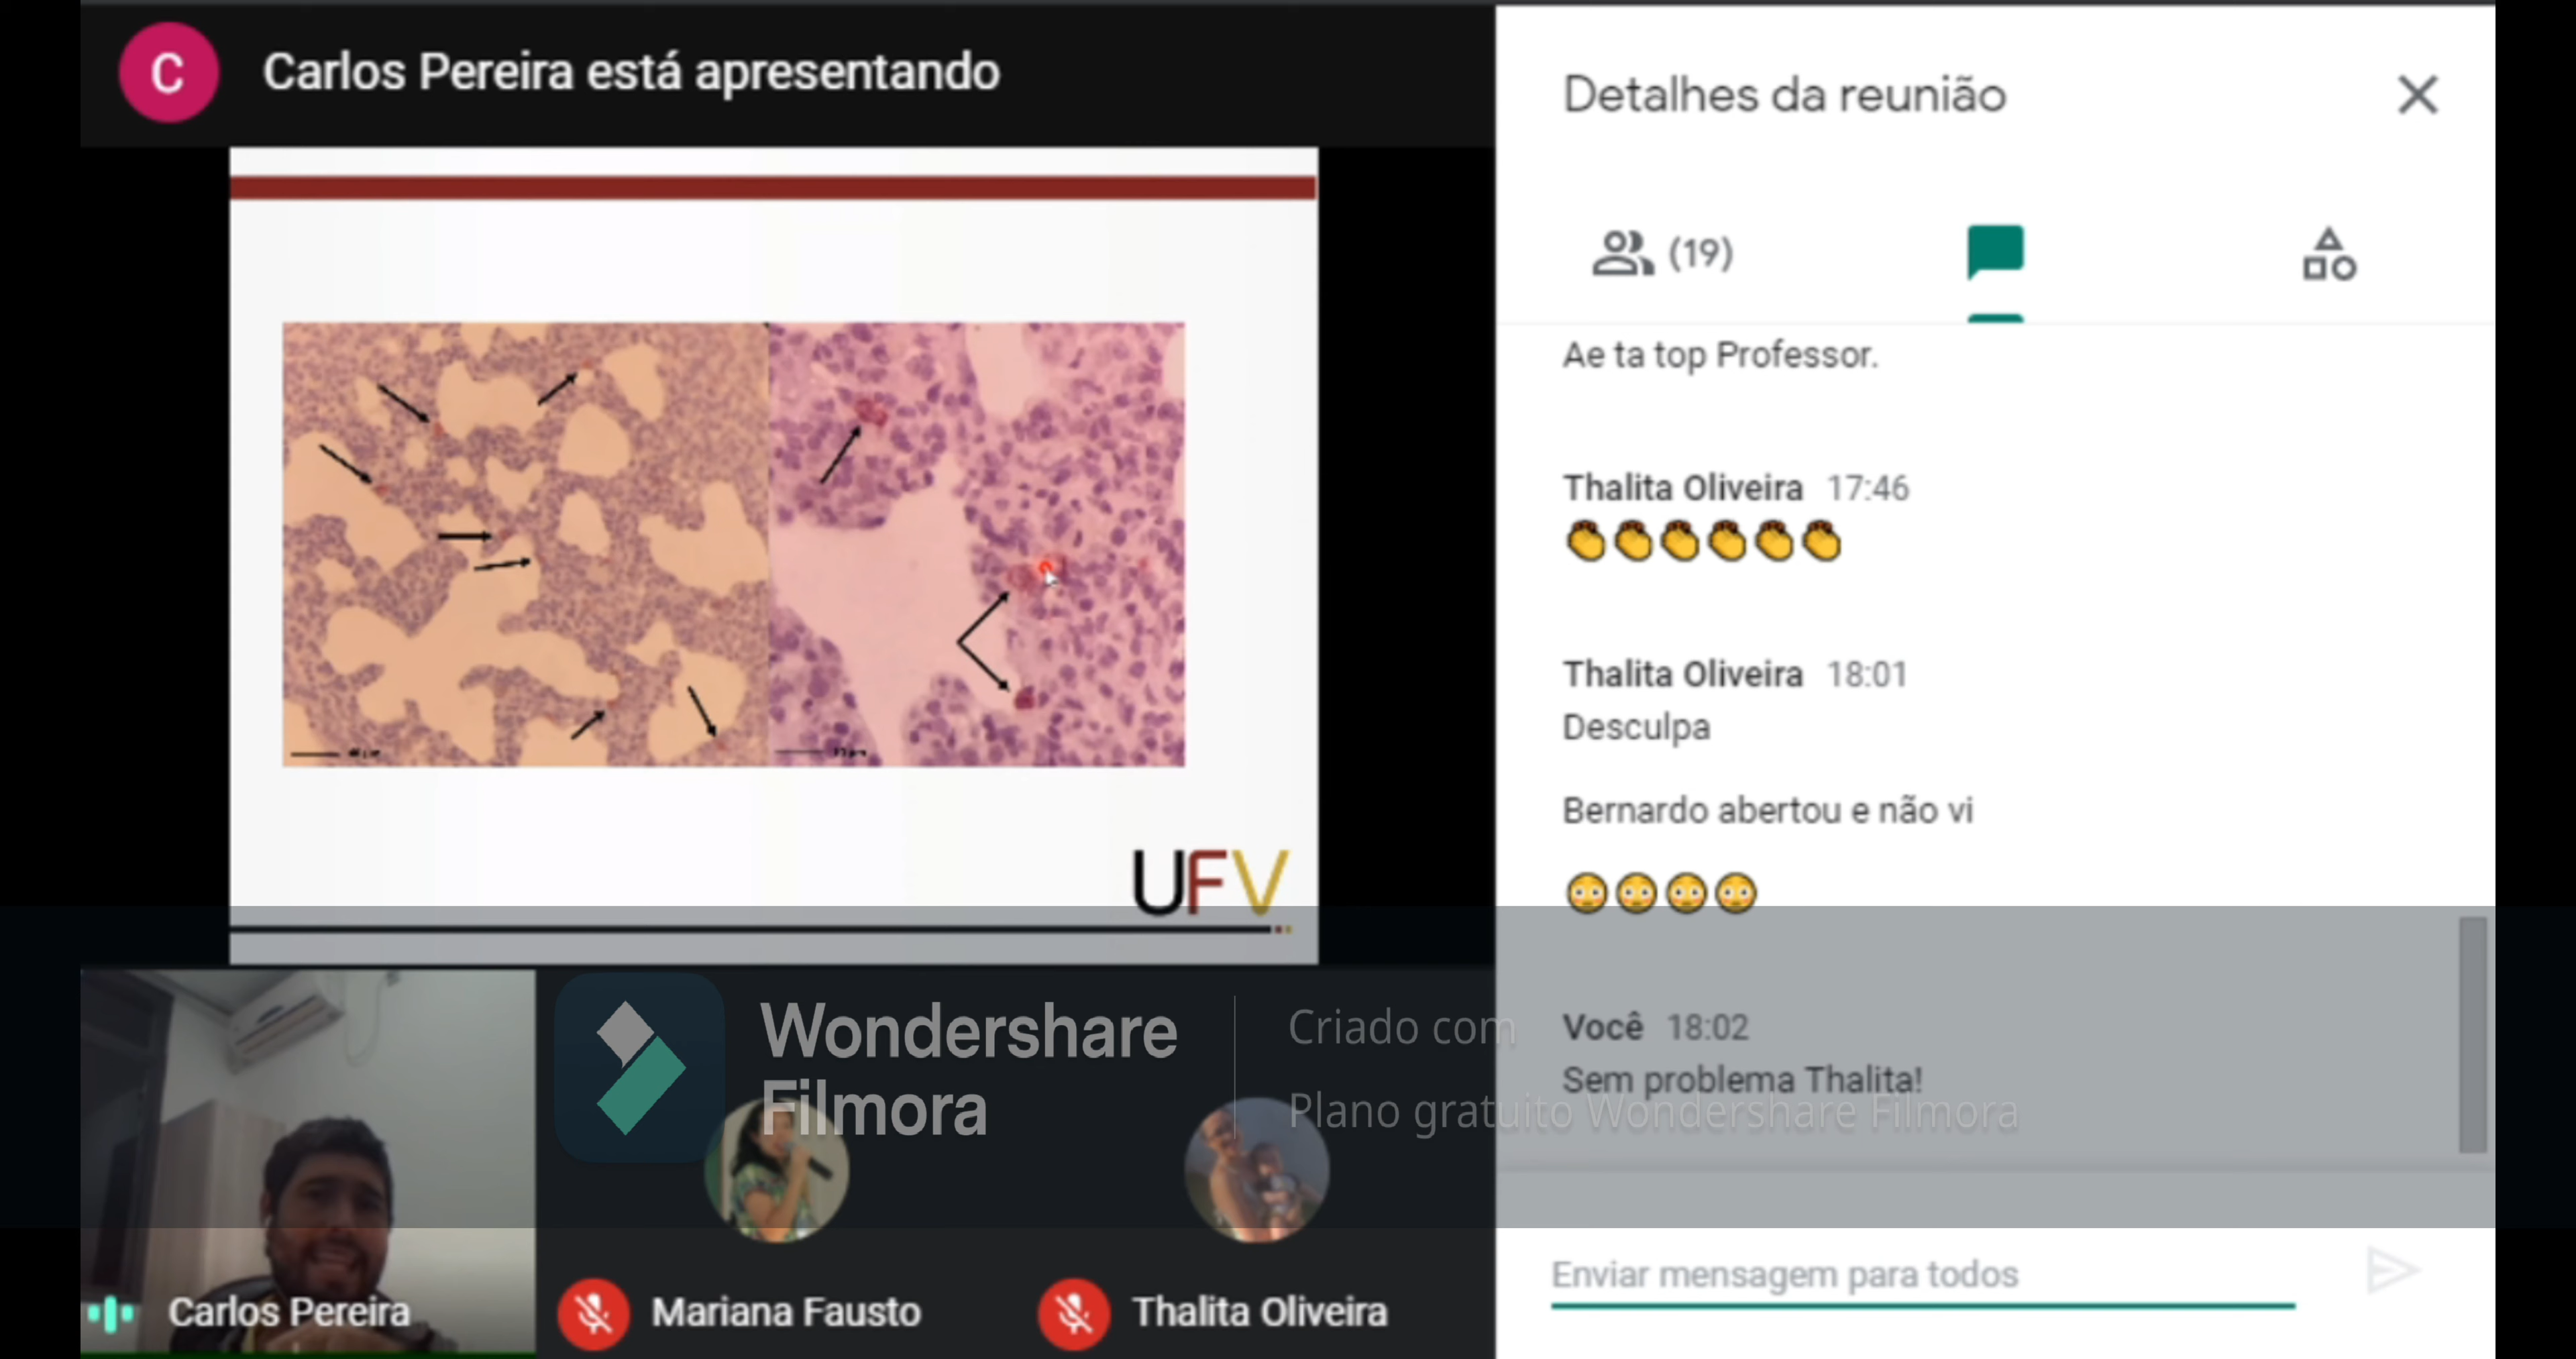 C
Carlos Pereira está apresentando
UFV
Carlos Pereira
Mariana Fausto
Thalita Oliveira
Wondershare
Filmora
Criado com
Plano gratuito Wondershare Filmora
Detalhes da reunião
(19)
Ae ta top Professor.
Thalita Oliveira 17:46
👏👏👏👏👏👏
Thalita Oliveira 18:01
Desculpa
Bernardo abertou e não vi
😳😳😳😳
Você 18:02
Sem problema Thalita!
Enviar mensagem para todos